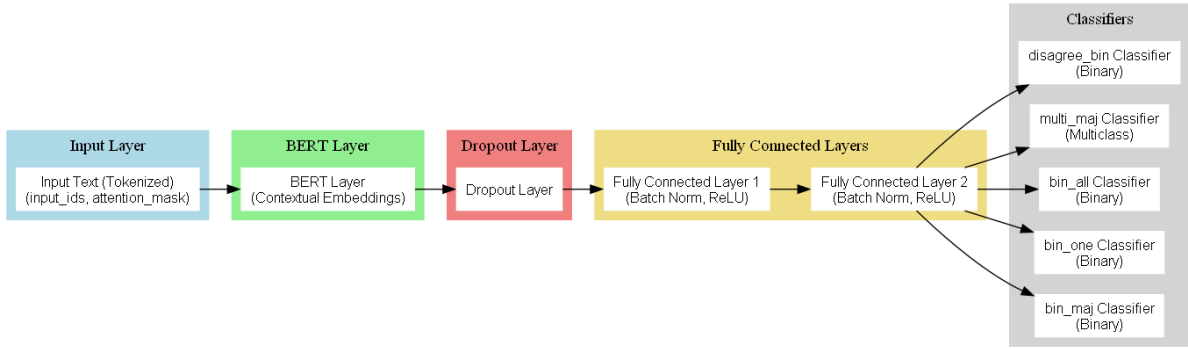 Input Layer
Input Text (Tokenized)
(input_ids, attention_mask)
BERT Layer
BERT Layer
(Contextual Embeddings)
Dropout Layer
Dropout Layer
Fully Connected Layers
Fully Connected Layer 1
(Batch Norm, ReLU)
Fully Connected Layer 2
(Batch Norm, ReLU)
Classifiers
disagree_bin Classifier
(Binary)
multi_maj Classifier
(Multiclass)
bin_all Classifier
(Binary)
bin_one Classifier
(Binary)
bin_maj Classifier
(Binary)